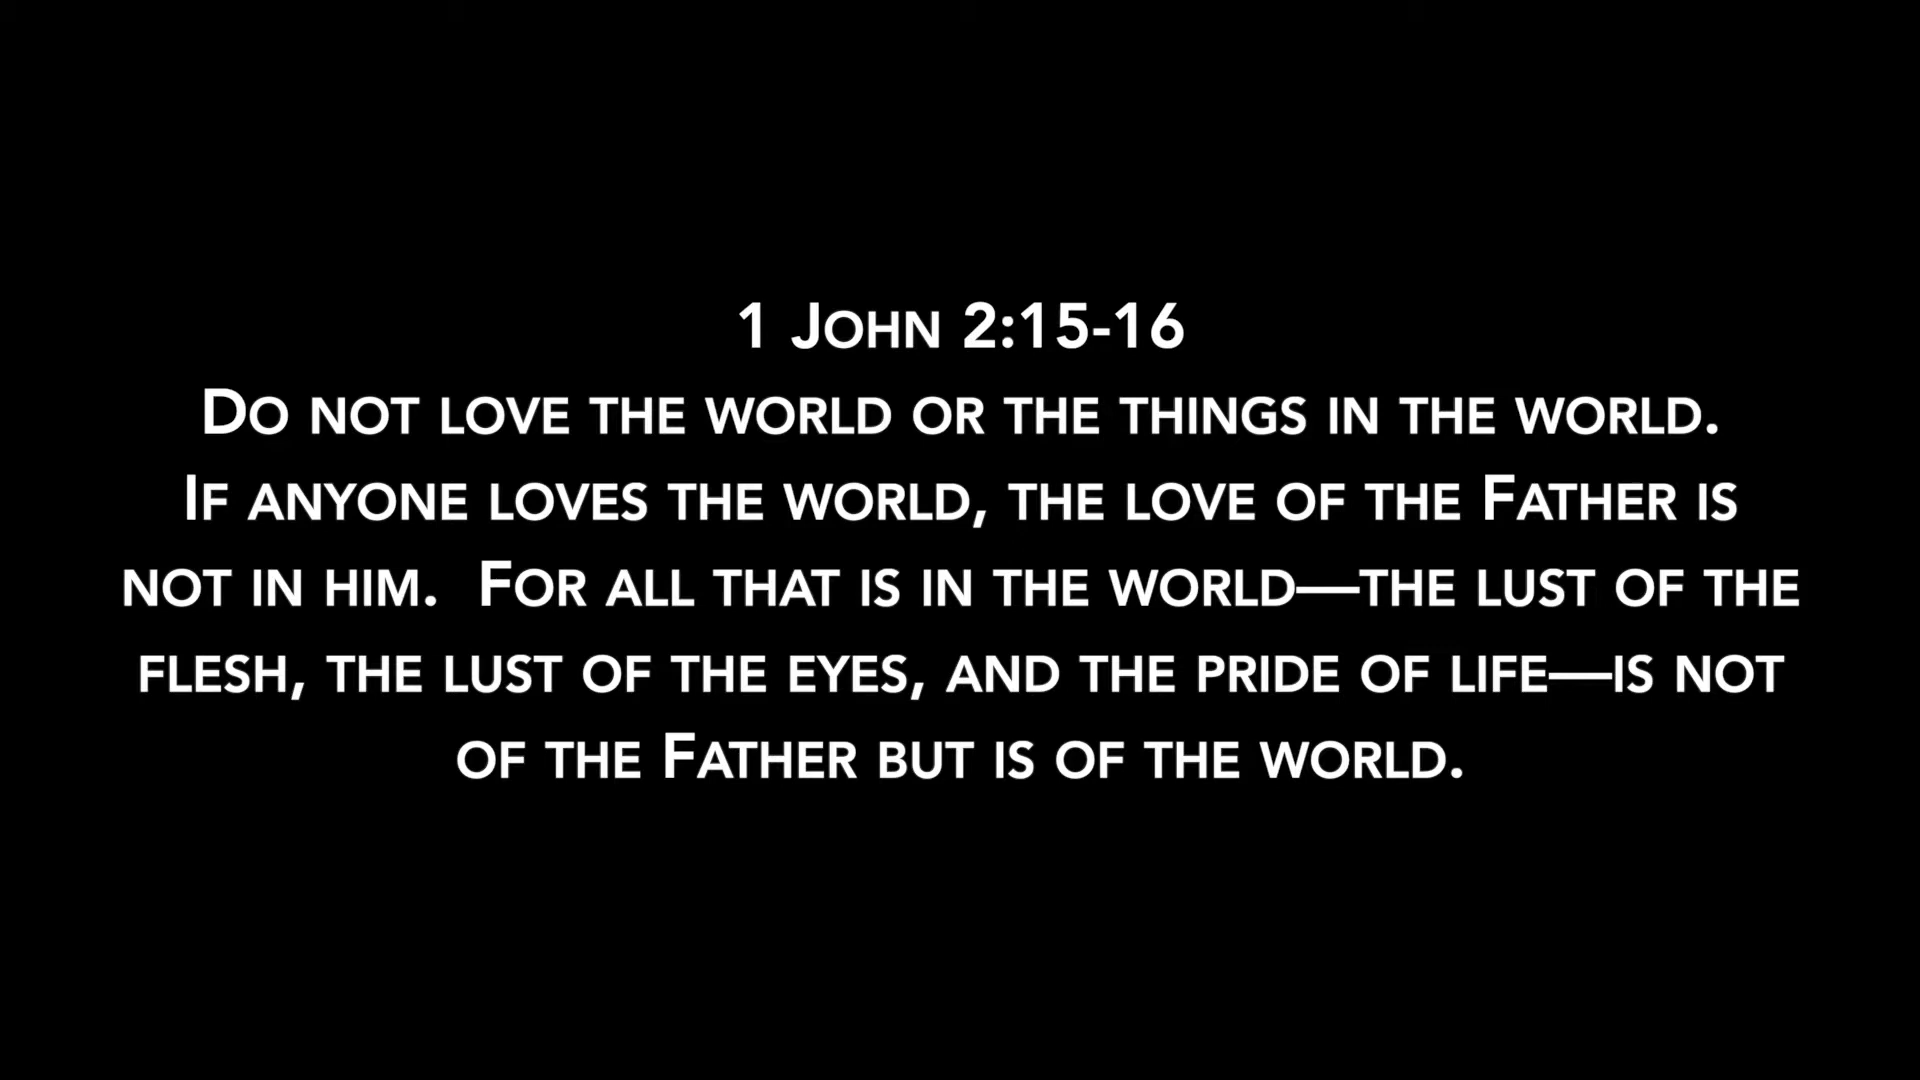 1 John 2:15-16
Do not love the world or the things in the world.
If anyone loves the world, the love of the Father is
not in him.  For all that is in the world—the lust of the
flesh, the lust of the eyes, and the pride of life—is not
of the Father but is of the world.